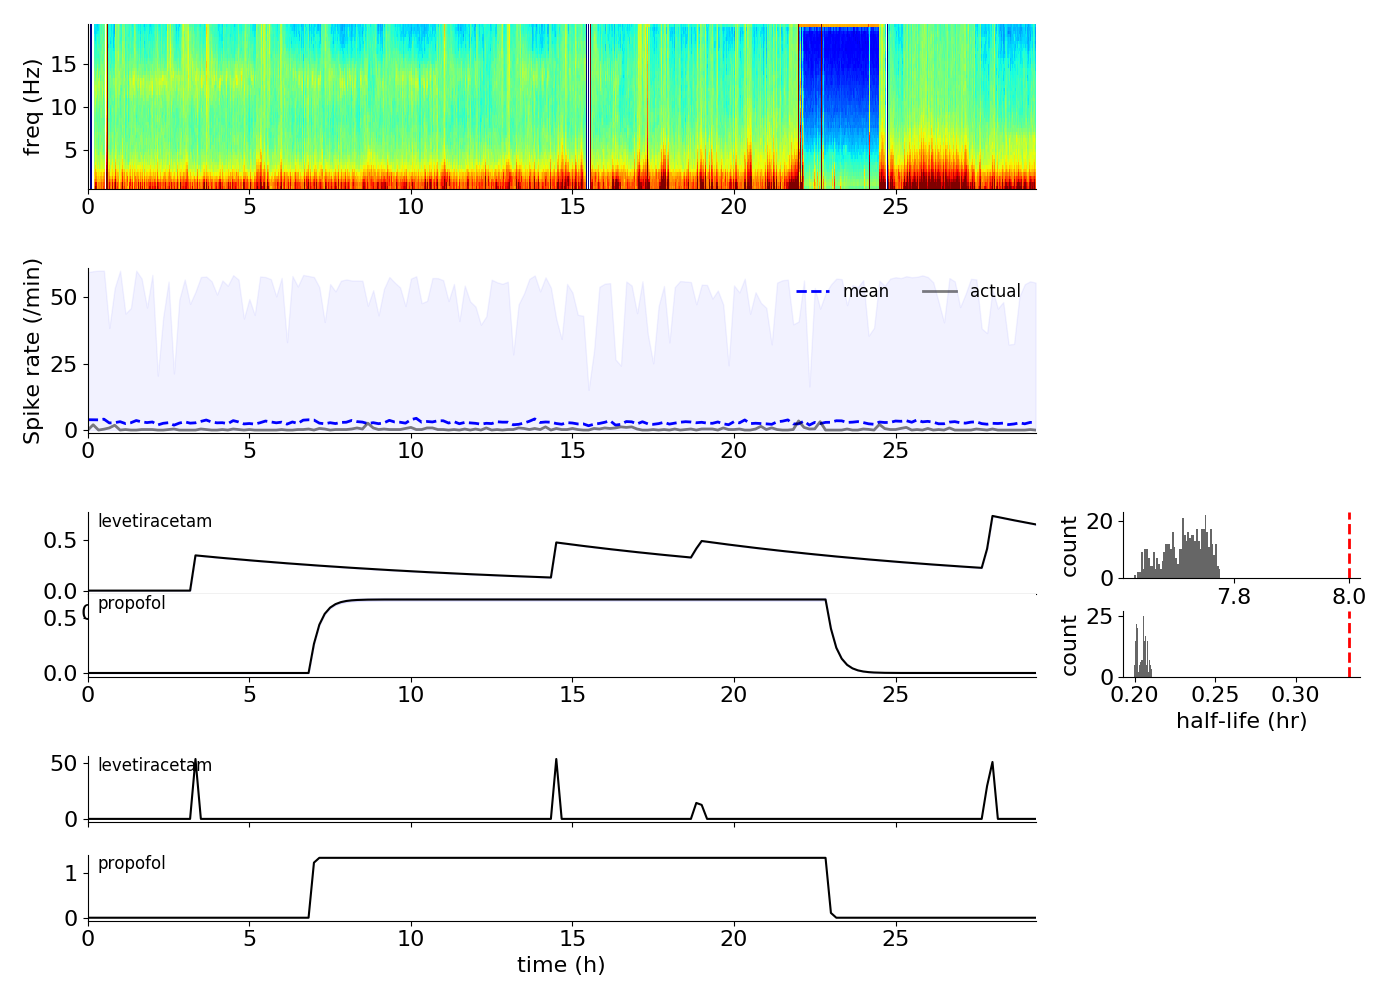 freq (Hz)
15
10
5
0 5 10 15 20 25
Spike rate (/min)
50
25
0
mean actual
0 5 10 15 20 25
levetiracetam
0.5
0.0
count
20
0
7.8 8.0
propofol
0.5
0.0
0 5 10 15 20 25
count
25
0
0.20 0.25 0.30
half-life (hr)
levetiracetam
50
0
propofol
1
0
0 5 10 15 20 25
time (h)